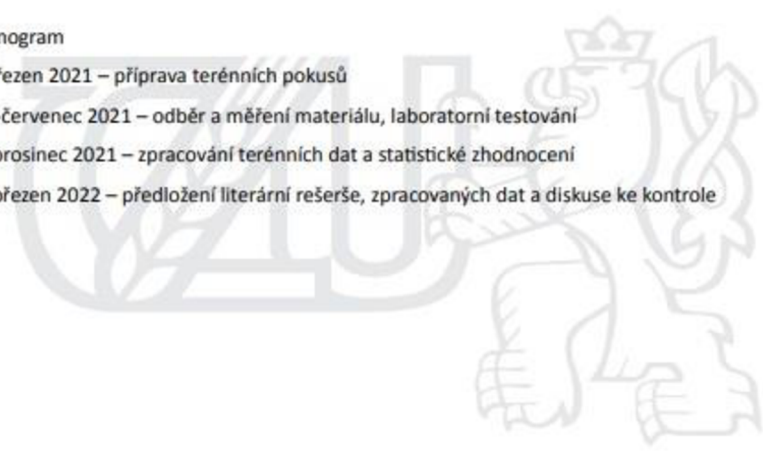 nogram
řezen 2021 – příprava terénních pokusů
červenec 2021 – odběr a měření materiálu, laboratorní testování
prosinec 2021 – zpracování terénních dat a statistické zhodnocení
březen 2022 – předložení literární rešerše, zpracovaných dat a diskuse ke kontrole